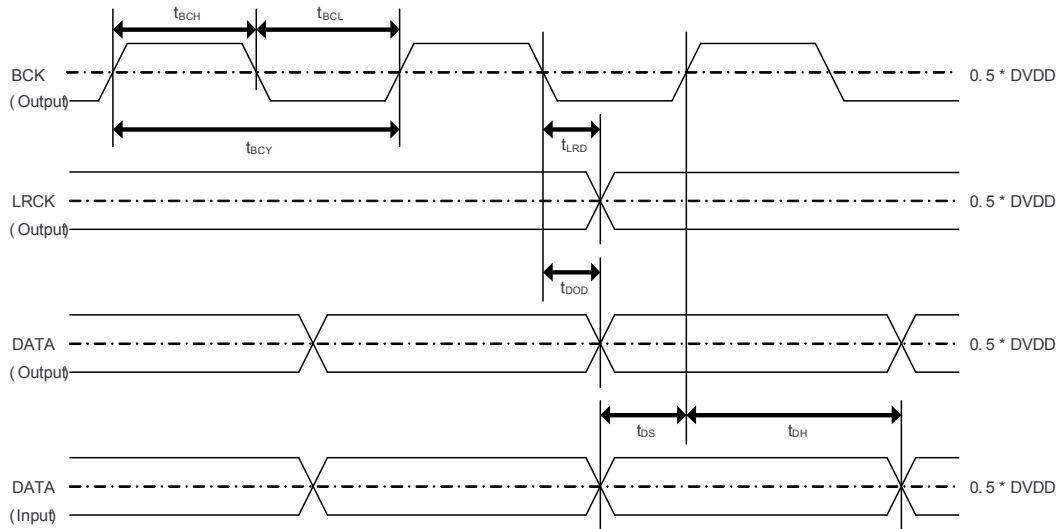 tBCH
tBCL
BCK
(Output)
0.5 * DVDD
tBCY
tLRD
LRCK
(Output)
0.5 * DVDD
tDOD
DATA
(Output)
0.5 * DVDD
tDS
tDH
DATA
(Input)
0.5 * DVDD